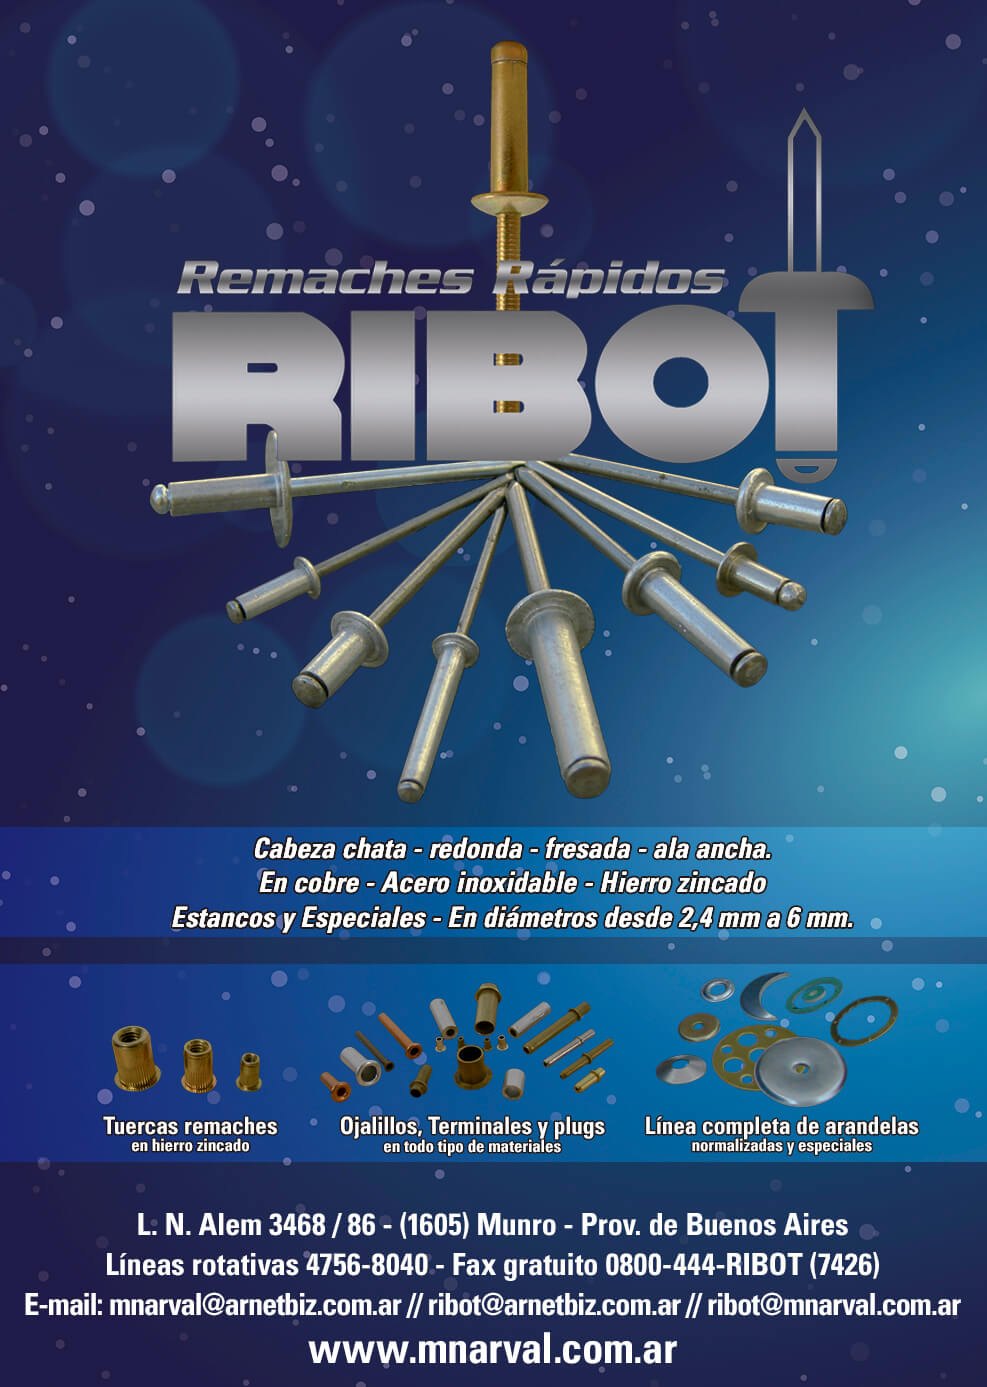 Remaches Rápidos
RIBOT
Cabeza chata - redonda - fresada - ala ancha.
En cobre - Acero inoxidable - Hierro zincado
Estancos y Especiales - En diámetros desde 2,4 mm a 6 mm.
Tuercas remaches
en hierro zincado
Ojalillos, Terminales y plugs
en todo tipo de materiales
Línea completa de arandelas
normalizadas y especiales
L. N. Alem 3468 / 86 - (1605) Munro - Prov. de Buenos Aires
Líneas rotativas 4756-8040 - Fax gratuito 0800-444-RIBOT (7426)
E-mail: mnarval@arnetbiz.com.ar // ribot@arnetbiz.com.ar // ribot@mnarval.com.ar
www.mnarval.com.ar